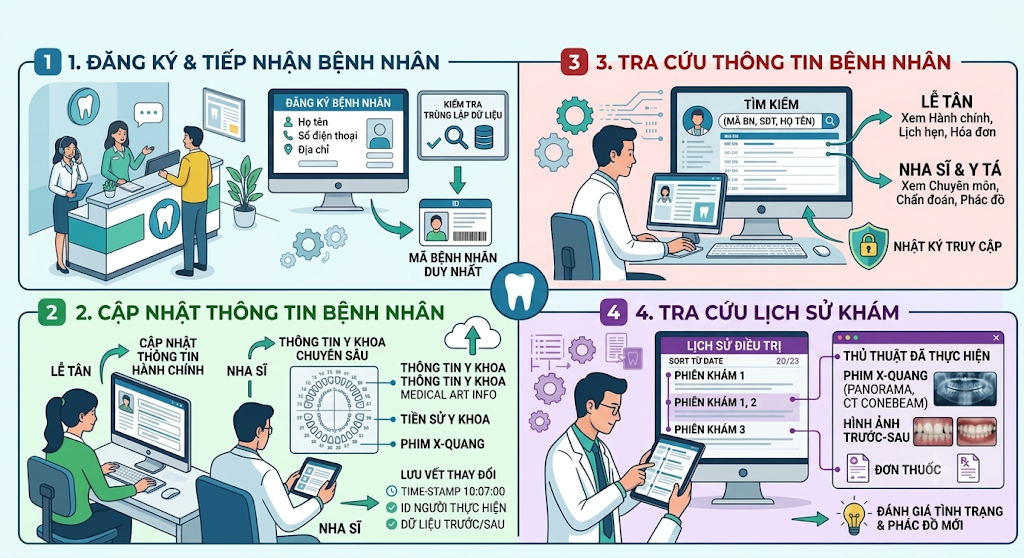 1 1. ĐĂNG KÝ & TIẾP NHẬN BỆNH NHÂN
ĐĂNG KÝ BỆNH NHÂN
Họ tên
Số điện thoại
Địa chỉ
KIỂM TRA
TRÙNG LẬP DỮ LIỆU
ID
MÃ BỆNH NHÂN
DUY NHẤT
2 2. CẬP NHẬT THÔNG TIN BỆNH NHÂN
LỄ TÂN
CẬP NHẬT
THÔNG TIN
HÀNH CHÍNH
NHA SĨ
THÔNG TIN Y KHOA
CHUYÊN SÂU
THÔNG TIN Y KHOA
THÔNG TIN Y KHOA
MEDICAL ART INFO
TIỀN SỬ Y KHOA
PHIM X-QUANG
LƯU VẾT THAY ĐỔI
TIME-STAMP 10:07:00
ID NGƯỜI THỰC HIỆN
DỮ LIỆU TRƯỚC/SAU
NHA SĨ
3 3. TRA CỨU THÔNG TIN BỆNH NHÂN
TÌM KIẾM
(MÃ BN, SĐT, HỌ TÊN)
LỄ TÂN
Xem Hành chính,
Lịch hẹn, Hóa đơn
NHA SĨ & Y TÁ
Xem Chuyên môn,
Chẩn đoán, Phác đồ
NHẬT KÝ TRUY CẬP
4 4. TRA CỨU LỊCH SỬ KHÁM
LỊCH SỬ ĐIỀU TRỊ
SORT TỪ DATE 20/23
PHIÊN KHÁM 1
PHIÊN KHÁM 1, 2
PHIÊN KHÁM 3
THỦ THUẬT ĐÃ THỰC HIỆN
PHIM X-QUANG
(PANORAMA,
CT CONEBEAM)
HÌNH ẢNH
TRƯỚC-SAU
ĐƠN THUỐC
ĐÁNH GIÁ TÌNH TRẠNG
& PHÁC ĐỒ MỚI